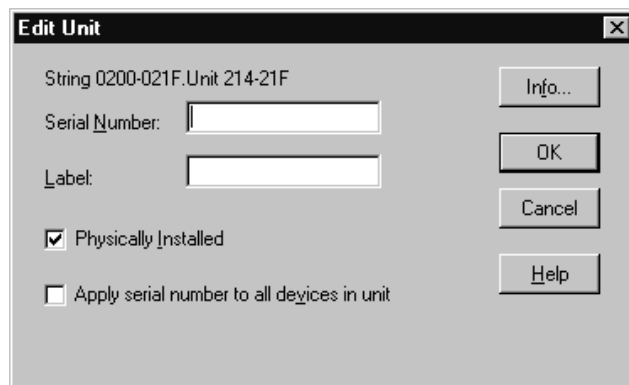 Edit Unit
String 0200-021F.Unit 214-21F
Info...
Serial Number:
OK
Label:
Cancel
Physically Installed
Help
Apply serial number to all devices in unit